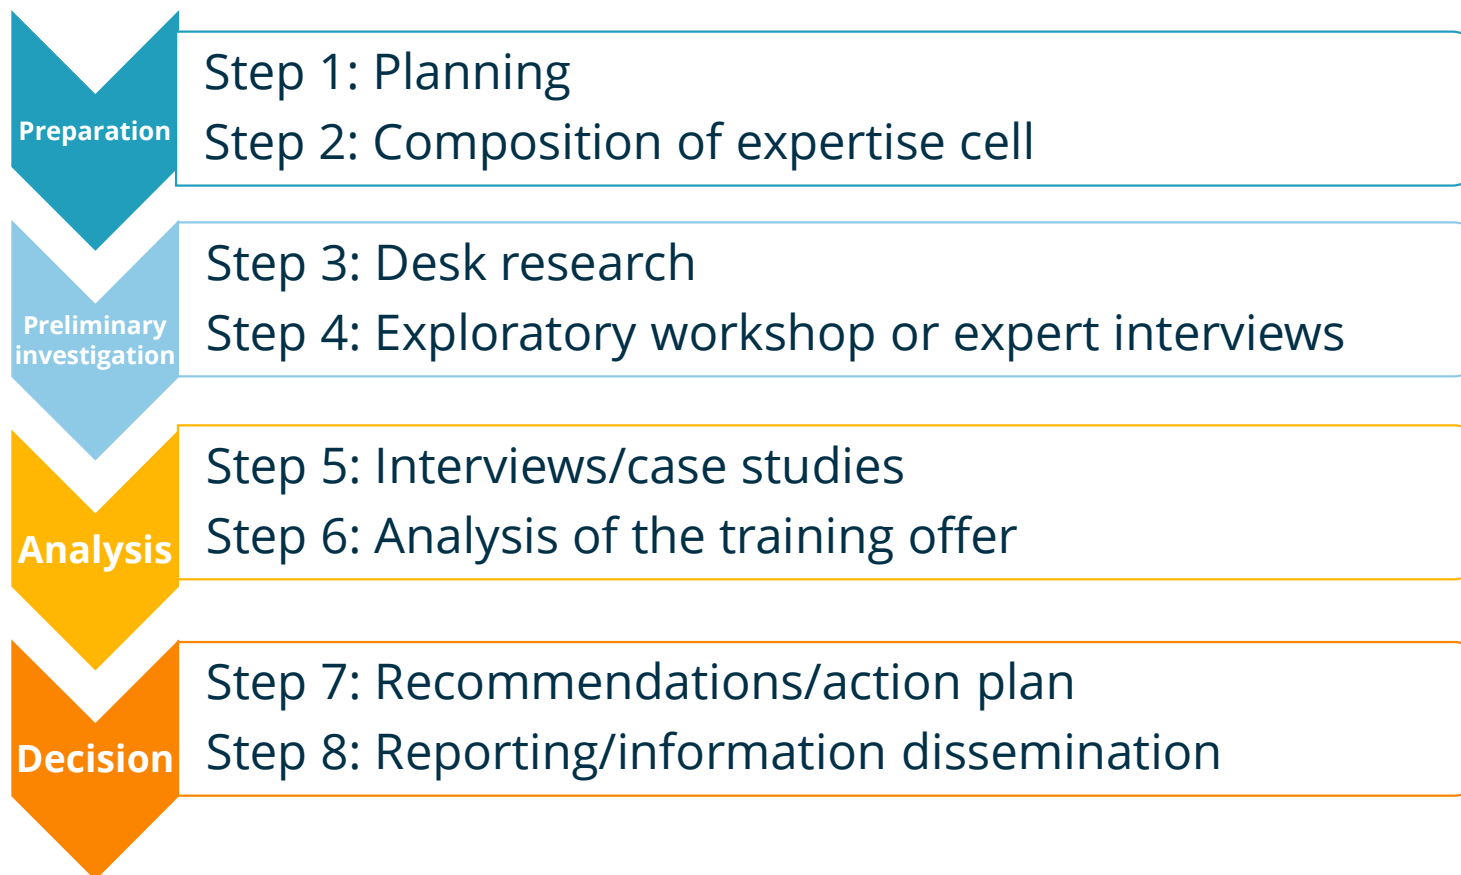 Preparation
Step 1: Planning
Step 2: Composition of expertise cell
Preliminary
investigation
Step 3: Desk research
Step 4: Exploratory workshop or expert interviews
Analysis
Step 5: Interviews/case studies
Step 6: Analysis of the training offer
Decision
Step 7: Recommendations/action plan
Step 8: Reporting/information dissemination